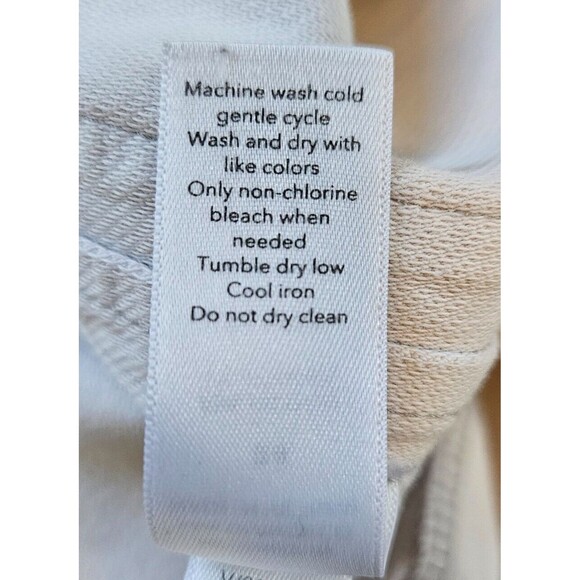 Machine wash cold
gentle cycle
Wash and dry with
like colors
Only non-chlorine
bleach when
needed
Tumble dry low
Cool iron
Do not dry clean